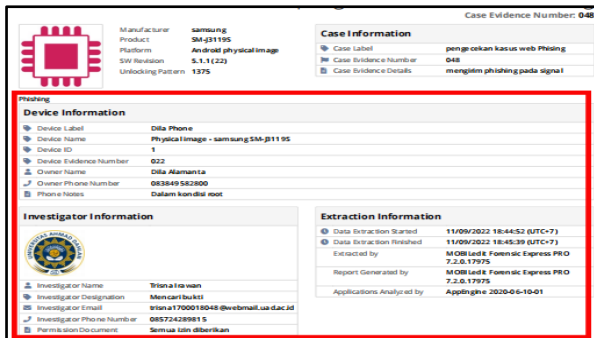 Case Evidence Number: 048
Manufacturer samsung
Product SM-J3119S
Platform Android physical image
SW Revision 5.1.1 (22)
Unlocking Pattern 1375
Case Information
Case Label pengecekan kasus web Phising
Case Evidence Number 048
Case Evidence Details mengirim phishing pada signal
Phishing
Device Information
Device Label Dila Phone
Device Name Physical image - samsung SM-J3119S
Device ID 1
Device Evidence Number 022
Owner Name Dila Alamanta
Owner Phone Number 083849582800
Phone Notes Dalam kondisi root
Investigator Information
UNIVERSITAS AHMAD DAHLAN
Investigator Name Trisna Irawan
Investigator Designation Mencari bukti
Investigator Email trisna1700018048@webmail.uad.ac.id
Investigator Phone Number 085724289815
Permission Document Semua izin diberikan
Extraction Information
Data Extraction Started 11/09/2022 18:44:52 (UTC+7)
Data Extraction Finished 11/09/2022 18:45:39 (UTC+7)
Extracted by MOBILedit Forensic Express PRO
7.2.0.17975
Report Generated by MOBILedit Forensic Express PRO
7.2.0.17975
Applications Analyzed by AppEngine 2020-06-10-01